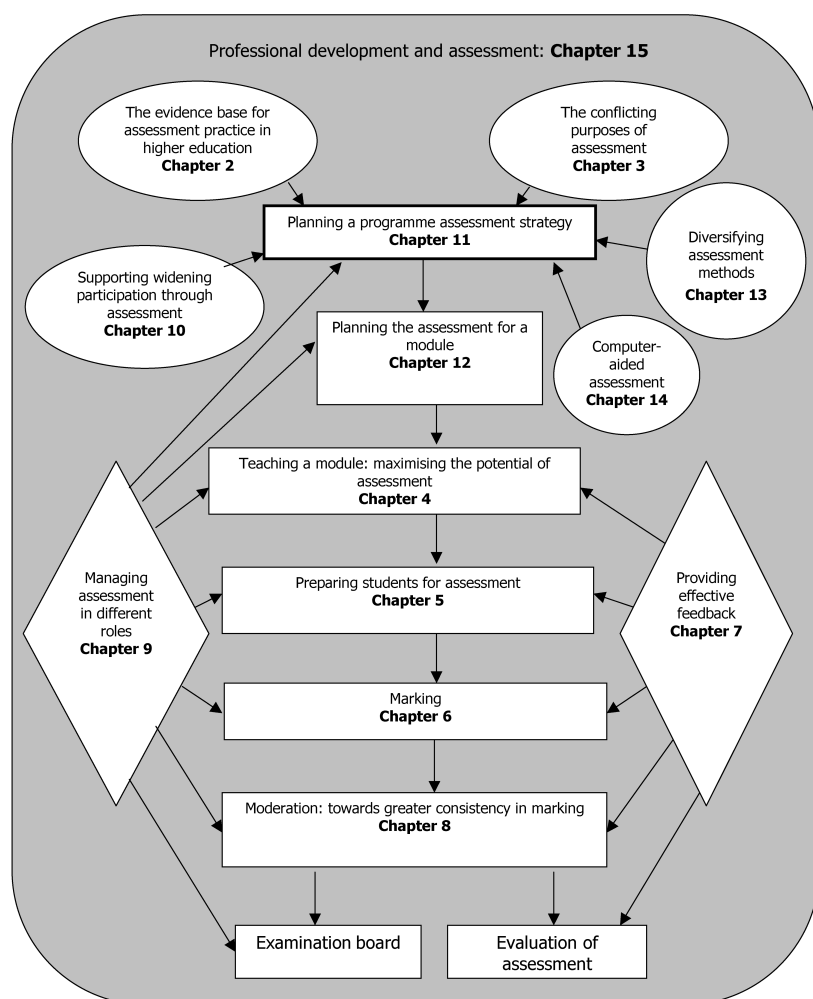 Professional development and assessment: Chapter 15
The evidence base for
assessment practice in
higher education
Chapter 2
The conflicting
purposes of
assessment
Chapter 3
Planning a programme assessment strategy
Chapter 11
Diversifying
assessment
methods
Chapter 13
Supporting widening
participation through
assessment
Chapter 10
Planning the assessment for a
module
Chapter 12
Computer-
aided
assessment
Chapter 14
Teaching a module: maximising the potential of
assessment
Chapter 4
Managing
assessment
in different
roles
Chapter 9
Preparing students for assessment
Chapter 5
Providing
effective
feedback
Chapter 7
Marking
Chapter 6
Moderation: towards greater consistency in marking
Chapter 8
Examination board
Evaluation of
assessment